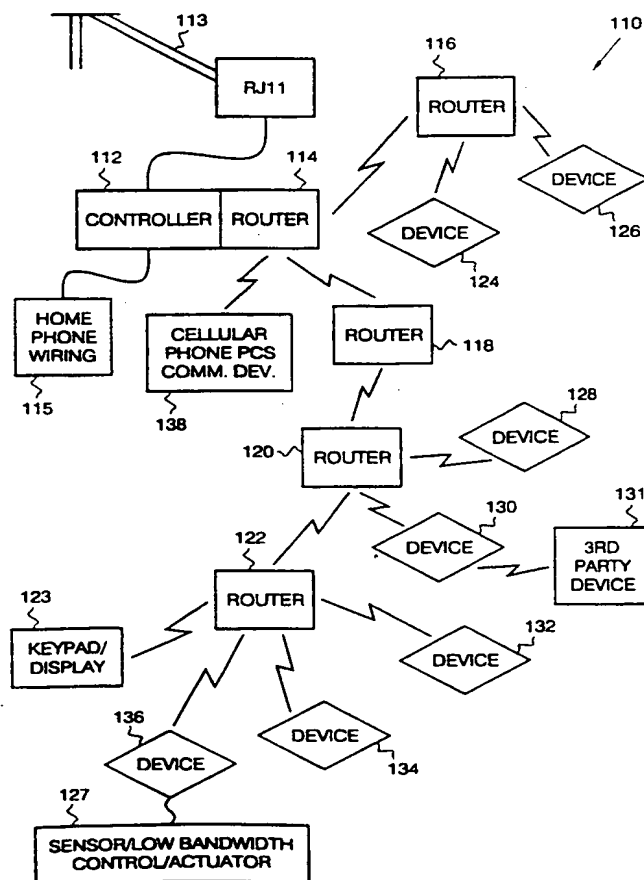 113
110
116
RJ11
ROUTER
112
114
CONTROLLER
ROUTER
DEVICE
126
DEVICE
124
HOME
PHONE
WIRING
115
CELLULAR
PHONE PCS
COMM. DEV.
138
ROUTER
118
128
120
ROUTER
DEVICE
130
131
DEVICE
3RD
PARTY
DEVICE
122
ROUTER
123
KEYPAD/
DISPLAY
132
DEVICE
136
DEVICE
DEVICE
134
127
SENSOR/LOW BANDWIDTH
CONTROL/ACTUATOR